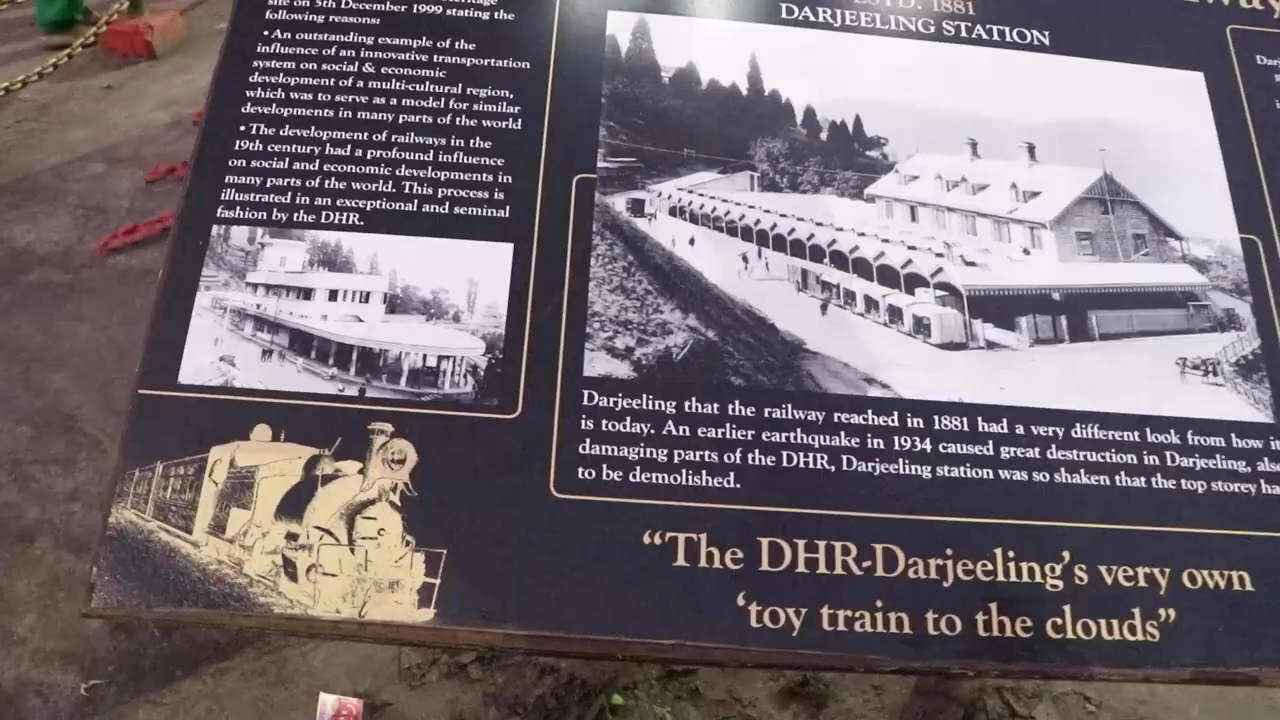 site on 5th December 1999 stating the
following reasons:
• An outstanding example of the
influence of an innovative transportation
system on social & economic
development of a multi-cultural region,
which was to serve as a model for similar
developments in many parts of the world
• The development of railways in the
19th century had a profound influence
on social and economic developments in
many parts of the world. This process is
illustrated in an exceptional and seminal
fashion by the DHR.
ESTD. 1881
DARJEELING STATION
Darjeeling that the railway reached in 1881 had a very different look from how
is today. An earlier earthquake in 1934 caused great destruction in Darjeeling,
damaging parts of the DHR, Darjeeling station was so shaken that the top storey
to be demolished.
“The DHR-Darjeeling’s very own
‘toy train to the clouds”